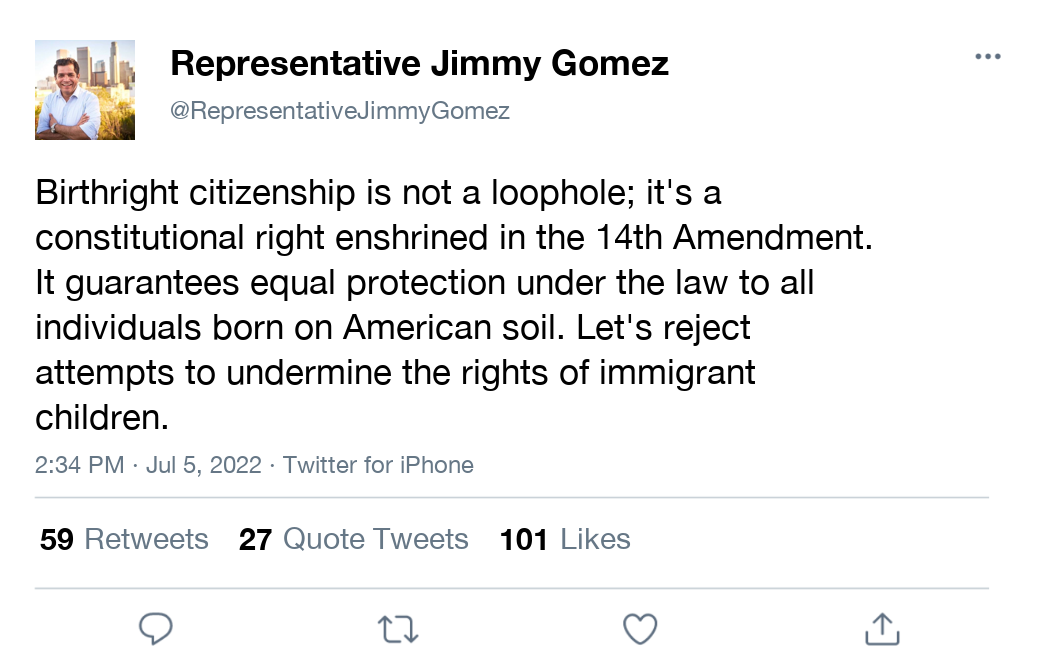 Representative Jimmy Gomez
@RepresentativeJimmyGomez
Birthright citizenship is not a loophole; it's a
constitutional right enshrined in the 14th Amendment.
It guarantees equal protection under the law to all
individuals born on American soil. Let's reject
attempts to undermine the rights of immigrant
children.
2:34 PM · Jul 5, 2022 · Twitter for iPhone
59 Retweets 27 Quote Tweets 101 Likes